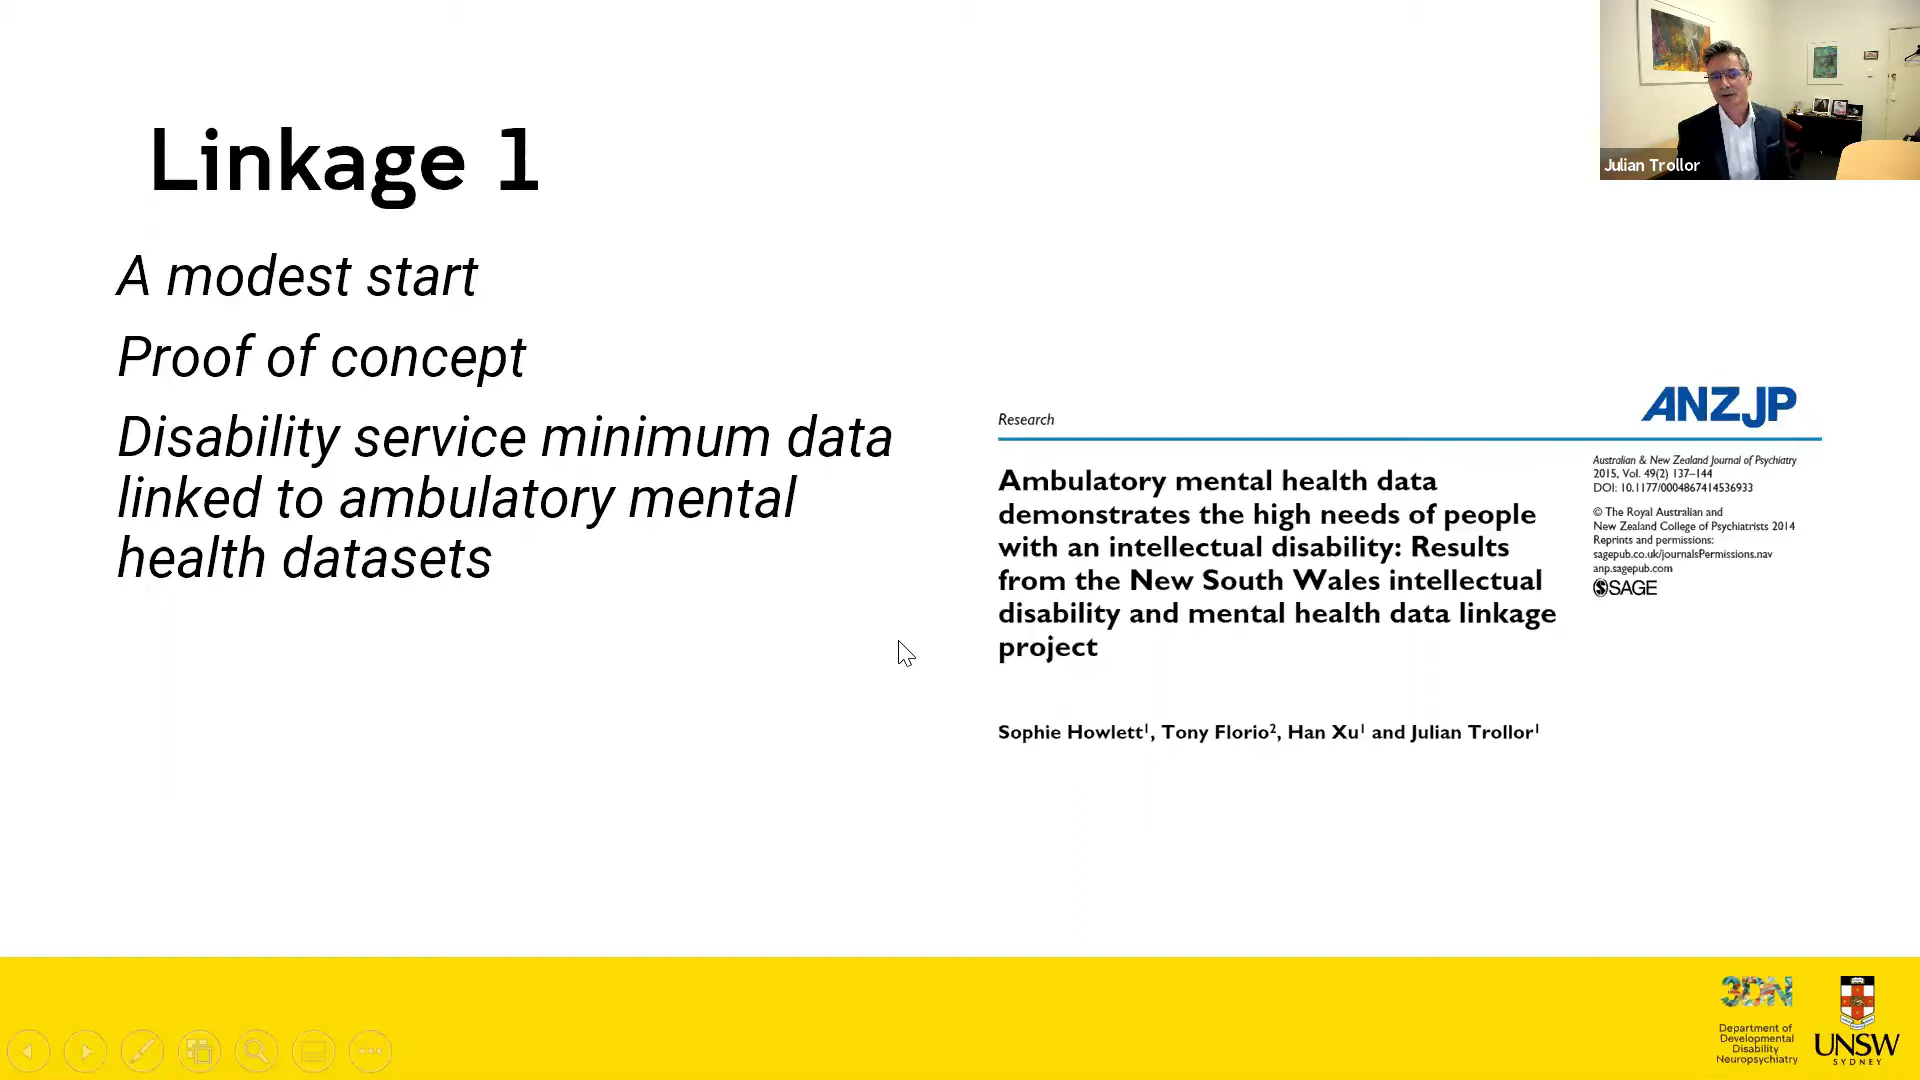 Linkage 1
A modest start
Proof of concept
Disability service minimum data
linked to ambulatory mental
health datasets
Julian Trollor
Research
ANZJP
Ambulatory mental health data
demonstrates the high needs of people
with an intellectual disability: Results
from the New South Wales intellectual
disability and mental health data linkage
project
Australian & New Zealand Journal of Psychiatry
2015, Vol. 49(2) 137–144
DOI: 10.1177/0004867414536933
© The Royal Australian and
New Zealand College of Psychiatrists 2014
Reprints and permissions:
sagepub.co.uk/journalsPermissions.nav
anp.sagepub.com
SAGE
Sophie Howlett¹, Tony Florio², Han Xu¹ and Julian Trollor¹
3DN
Department of
Developmental
Disability
Neuropsychiatry
UNSW
SYDNEY